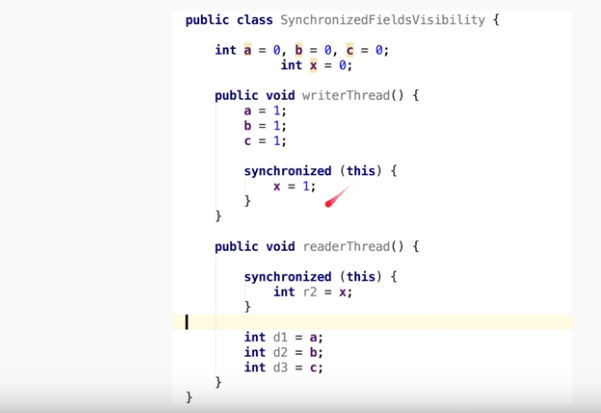 public class SynchronizedFieldsVisibility {
int a = 0, b = 0, c = 0;
int x = 0;
public void writerThread() {
a = 1;
b = 1;
c = 1;
synchronized (this) {
x = 1;
}
}
public void readerThread() {
synchronized (this) {
int r2 = x;
}
int d1 = a;
int d2 = b;
int d3 = c;
}
}